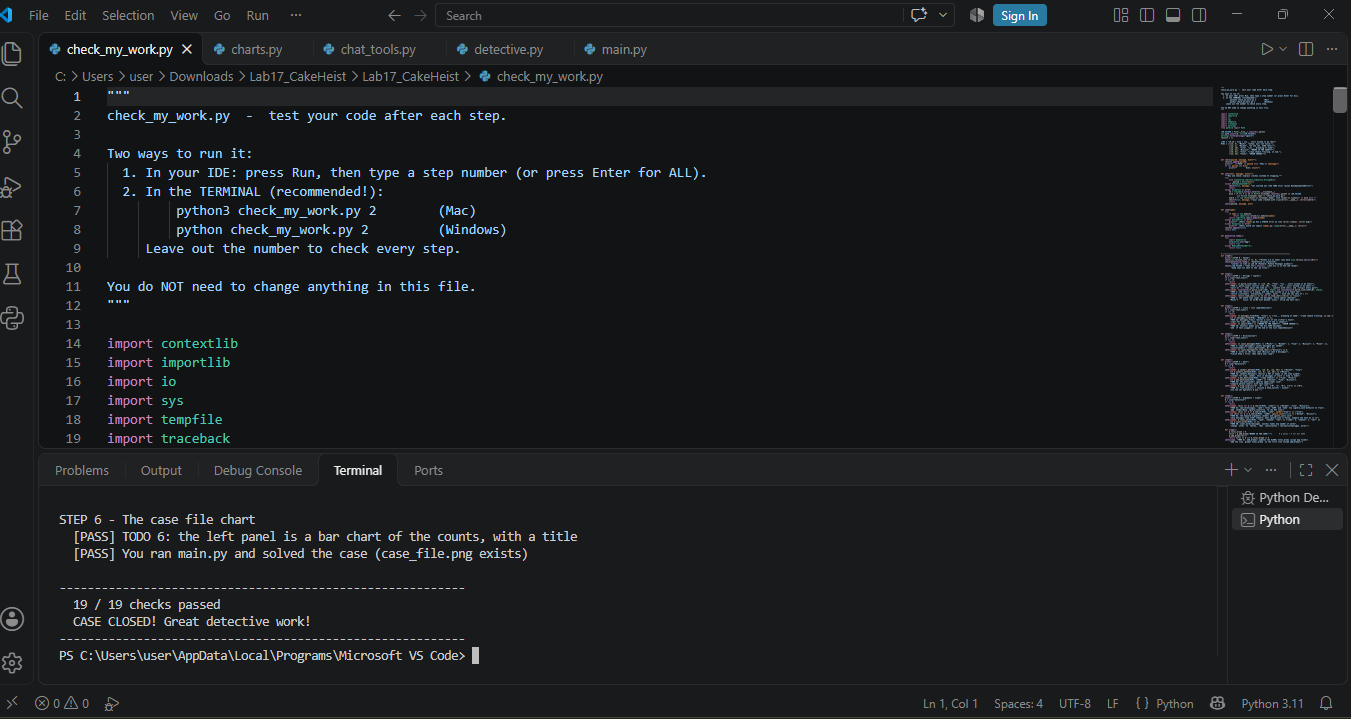 File Edit Selection View Go Run ··· Search Sign In
check_my_work.py charts.py chat_tools.py detective.py main.py
C: > Users > user > Downloads > Lab17_CakeHeist > Lab17_CakeHeist > check_my_work.py
1 """
2 check_my_work.py - test your code after each step.
3
4 Two ways to run it:
5 1. In your IDE: press Run, then type a step number (or press Enter for ALL).
6 2. In the TERMINAL (recommended!):
7 python3 check_my_work.py 2 (Mac)
8 python check_my_work.py 2 (Windows)
9 Leave out the number to check every step.
10
11 You do NOT need to change anything in this file.
12 """
13
14 import contextlib
15 import importlib
16 import io
17 import sys
18 import tempfile
19 import traceback
Problems Output Debug Console Terminal Ports
Python De...
Python
STEP 6 - The case file chart
[PASS] TODO 6: the left panel is a bar chart of the counts, with a title
[PASS] You ran main.py and solved the case (case_file.png exists)
-----------------------------------------------------
19 / 19 checks passed
CASE CLOSED! Great detective work!
-----------------------------------------------------
PS C:\Users\user\AppData\Local\Programs\Microsoft VS Code>
0 0 Ln 1, Col 1 Spaces: 4 UTF-8 LF { } Python Python 3.11